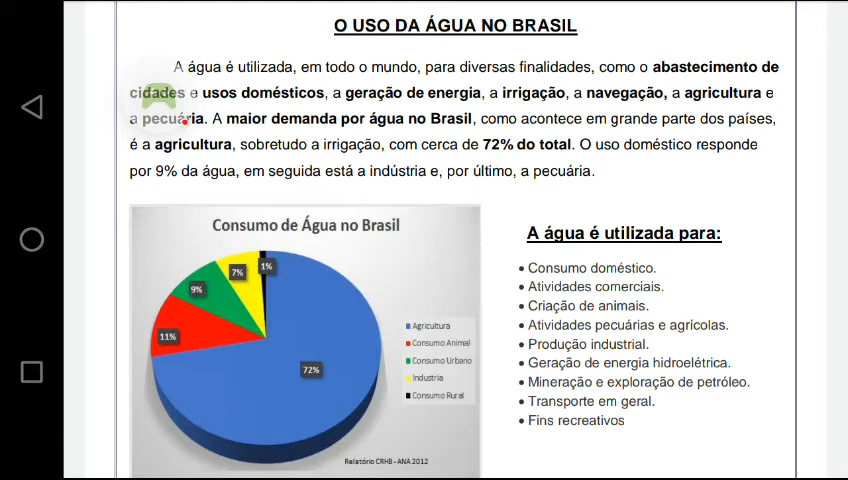 O USO DA ÁGUA NO BRASIL
A água é utilizada, em todo o mundo, para diversas finalidades, como o abastecimento de
cidades e usos domésticos, a geração de energia, a irrigação, a navegação, a agricultura e
a pecuária. A maior demanda por água no Brasil, como acontece em grande parte dos países,
é a agricultura, sobretudo a irrigação, com cerca de 72% do total. O uso doméstico responde
por 9% da água, em seguida está a indústria e, por último, a pecuária.
Consumo de Água no Brasil
1%
7%
9%
11%
72%
Agricultura
Consumo Animal
Consumo Urbano
Industria
Consumo Rural
Relatório CRHB - ANA 2012
A água é utilizada para:
• Consumo doméstico.
• Atividades comerciais.
• Criação de animais.
• Atividades pecuárias e agrícolas.
• Produção industrial.
• Geração de energia hidroelétrica.
• Mineração e exploração de petróleo.
• Transporte em geral.
• Fins recreativos